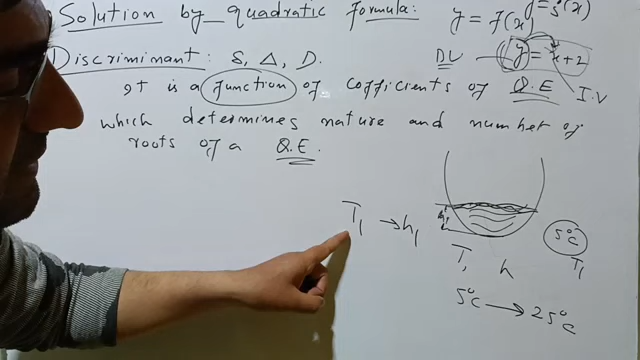 Solution by quadratic formula:
y = f(x)
y = s(x)
Discriminant: S, Δ, D.
DV
y = x+2
It is a function of cofficients of Q.E
I.V
which determines nature and number of
roots of a Q.E.
T1 → h1
h1
5°C
T1
T1 h
5°C → 25°C